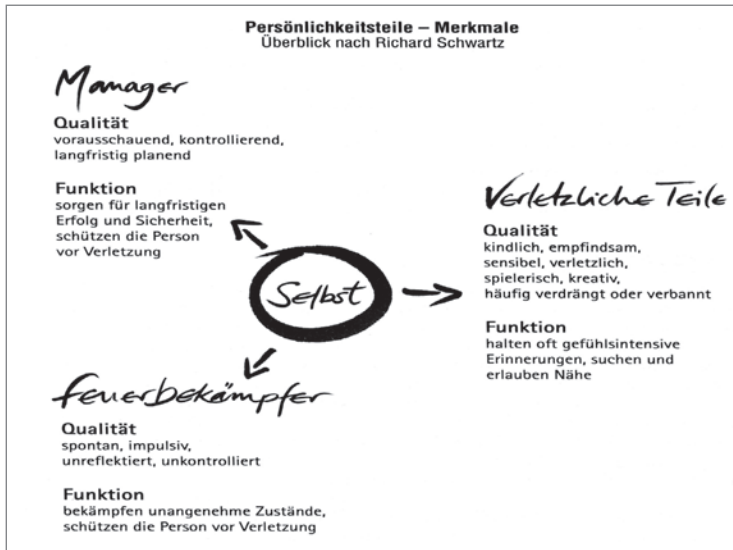 Persönlichkeitsteile – Merkmale
Überblick nach Richard Schwartz
Manager
Qualität
vorausschauend, kontrollierend,
langfristig planend
Funktion
sorgen für langfristigen
Erfolg und Sicherheit,
schützen die Person
vor Verletzung
Selbst
Verletzliche Teile
Qualität
kindlich, empfindsam,
sensibel, verletzlich,
spielerisch, kreativ,
häufig verdrängt oder verbannt
Funktion
halten oft gefühlsintensive
Erinnerungen, suchen und
erlauben Nähe
Feuerbekämpfer
Qualität
spontan, impulsiv,
unreflektiert, unkontrolliert
Funktion
bekämpfen unangenehme Zustände,
schützen die Person vor Verletzung